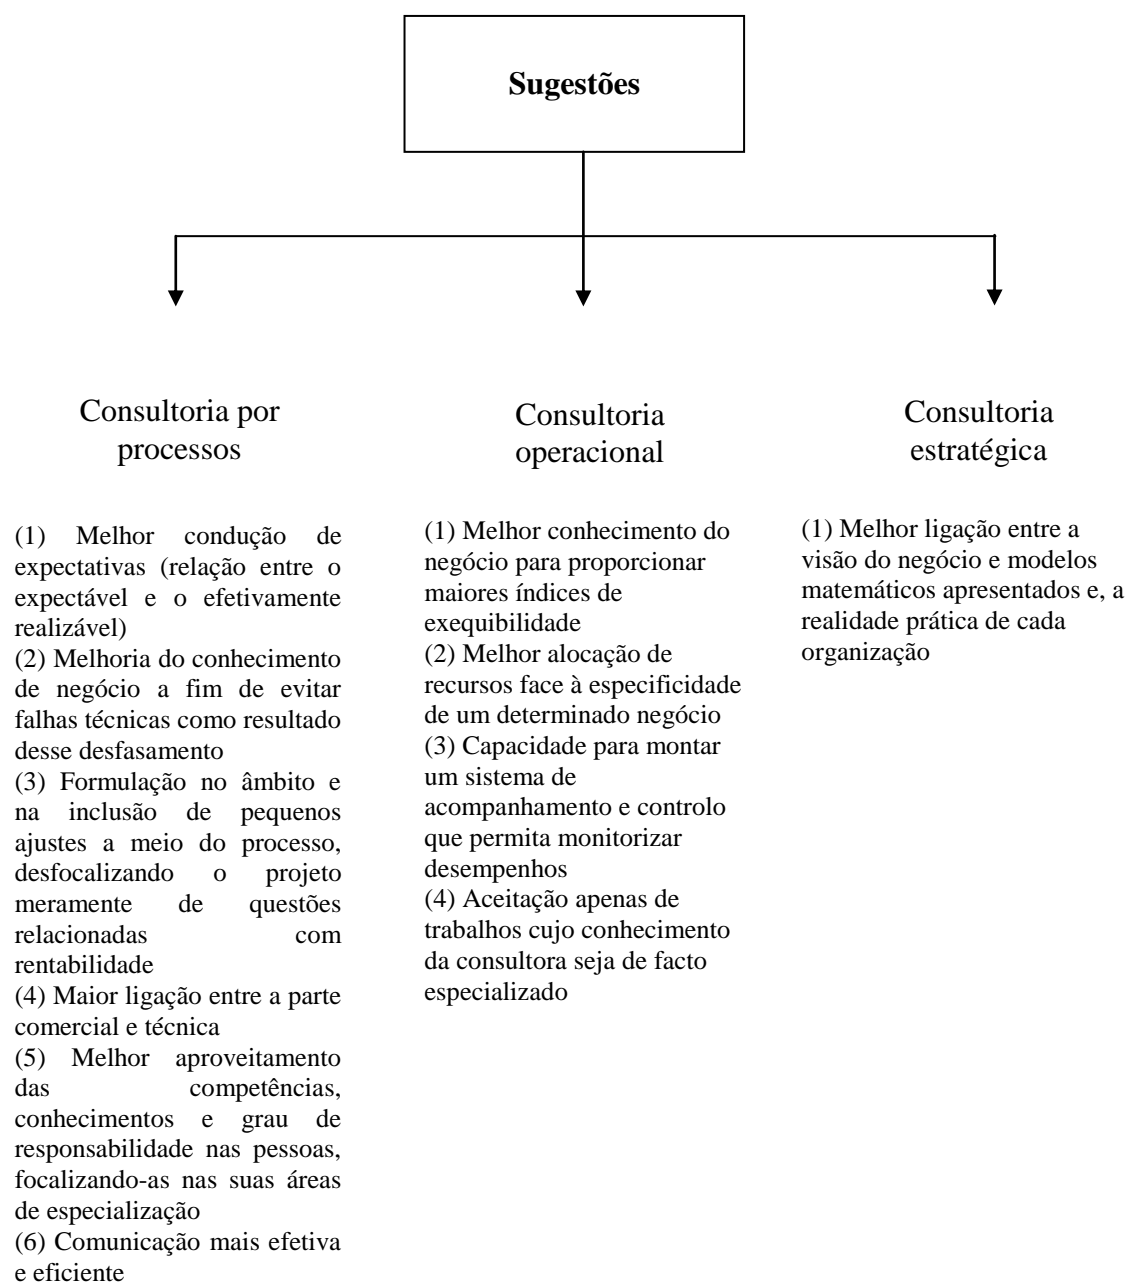 Sugestões
Consultoria por
processos
(1) Melhor condução de
expectativas (relação entre o
expectável e o efetivamente
realizável)
(2) Melhoria do conhecimento
de negócio a fim de evitar
falhas técnicas como resultado
desse desfasamento
(3) Formulação no âmbito e
na inclusão de pequenos
ajustes a meio do processo,
desfocalizando o projeto
meramente de questões
relacionadas com
rentabilidade
(4) Maior ligação entre a parte
comercial e técnica
(5) Melhor aproveitamento
das competências,
conhecimentos e grau de
responsabilidade nas pessoas,
focalizando-as nas suas áreas
de especialização
(6) Comunicação mais efetiva
e eficiente
Consultoria
operacional
(1) Melhor conhecimento do
negócio para proporcionar
maiores índices de
exequibilidade
(2) Melhor alocação de
recursos face à especificidade
de um determinado negócio
(3) Capacidade para montar
um sistema de
acompanhamento e controlo
que permita monitorizar
desempenhos
(4) Aceitação apenas de
trabalhos cujo conhecimento
da consultora seja de facto
especializado
Consultoria
estratégica
(1) Melhor ligação entre a
visão do negócio e modelos
matemáticos apresentados e, a
realidade prática de cada
organização